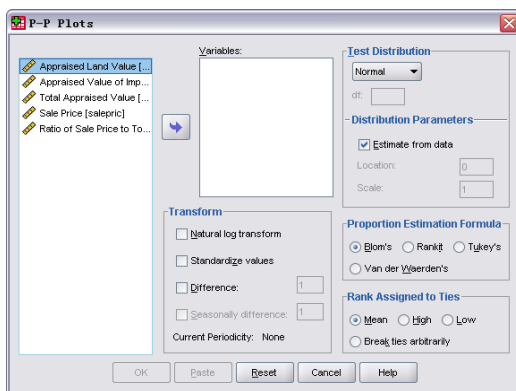 P-P Plots
Appraised Land Value [...
Appraised Value of Imp...
Total Appraised Value [...
Sale Price [salepric]
Ratio of Sale Price to To...
Variables:
Transform
Natural log transform
Standardize values
Difference: 1
Seasonally difference: 1
Current Periodicity: None
Test Distribution
Normal
df:
Distribution Parameters
Estimate from data
Location: 0
Scale: 1
Proportion Estimation Formula
Blom's Rankit Tukey's
Van der Waerden's
Rank Assigned to Ties
Mean High Low
Break ties arbitrarily
OK Paste Reset Cancel Help